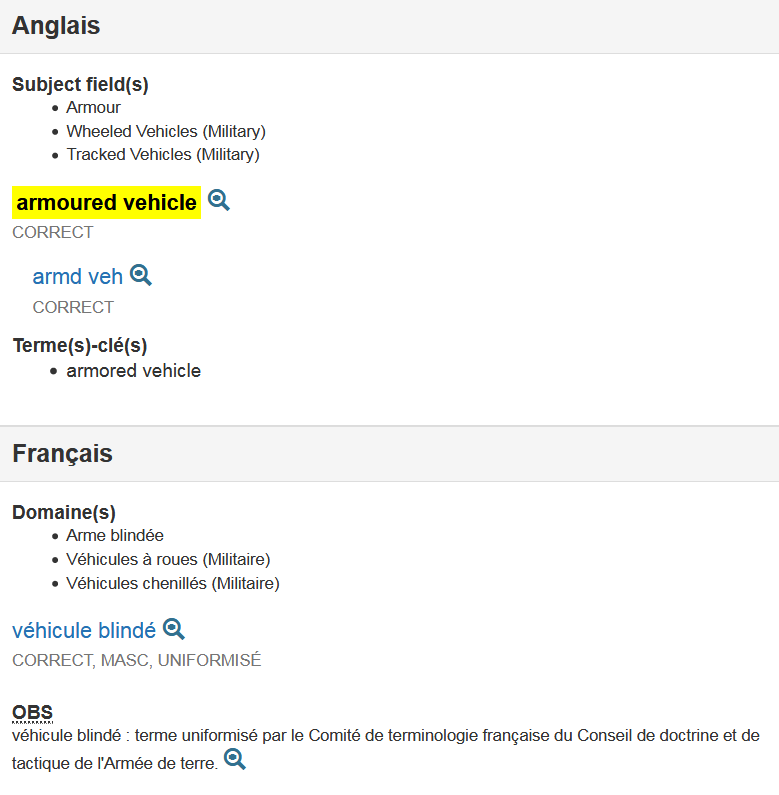 Anglais
Subject field(s)
• Armour
• Wheeled Vehicles (Military)
• Tracked Vehicles (Military)
armoured vehicle
CORRECT
armd veh
CORRECT
Terme(s)-clé(s)
• armored vehicle
Français
Domaine(s)
• Arme blindée
• Véhicules à roues (Militaire)
• Véhicules chenillés (Militaire)
véhicule blindé
CORRECT, MASC, UNIFORMISÉ
OBS
véhicule blindé : terme uniformisé par le Comité de terminologie française du Conseil de doctrine et de
tactique de l'Armée de terre.